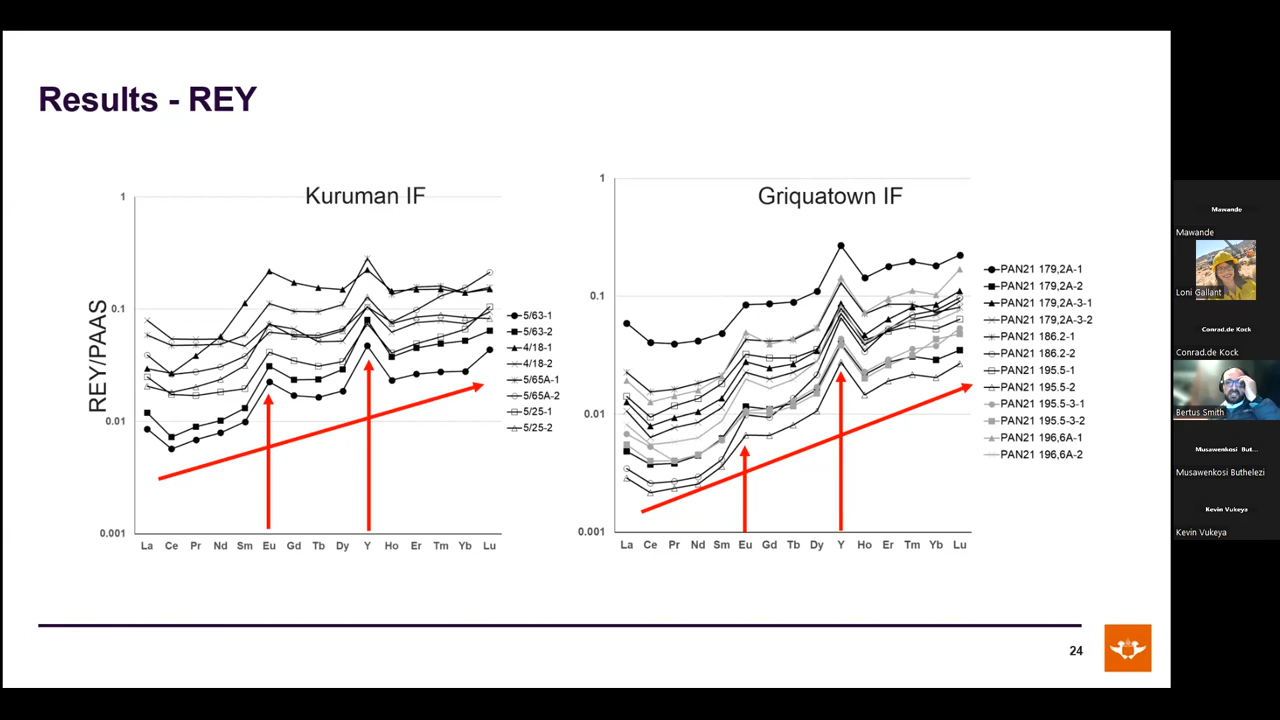 Results - REY
Kuruman IF
REY/PAAS
1
0.1
0.01
0.001
La Ce Pr Nd Sm Eu Gd Tb Dy Y Ho Er Tm Yb Lu
5/63-1
5/63-2
4/18-1
4/18-2
5/65A-1
5/65A-2
5/25-1
5/25-2
Griquatown IF
1
0.1
0.01
0.001
La Ce Pr Nd Sm Eu Gd Tb Dy Y Ho Er Tm Yb Lu
PAN21 179,2A-1
PAN21 179,2A-2
PAN21 179,2A-3-1
PAN21 179,2A-3-2
PAN21 186.2-1
PAN21 186.2-2
PAN21 195.5-1
PAN21 195.5-2
PAN21 195.5-3-1
PAN21 195.5-3-2
PAN21 196,6A-1
PAN21 196,6A-2
24
Mawande
Mawande
Loni Gallant
Conrad.de Kock
Conrad.de Kock
Bertus Smith
Musawenkosi But...
Musawenkosi Buthelezi
Kevin Vukeya
Kevin Vukeya